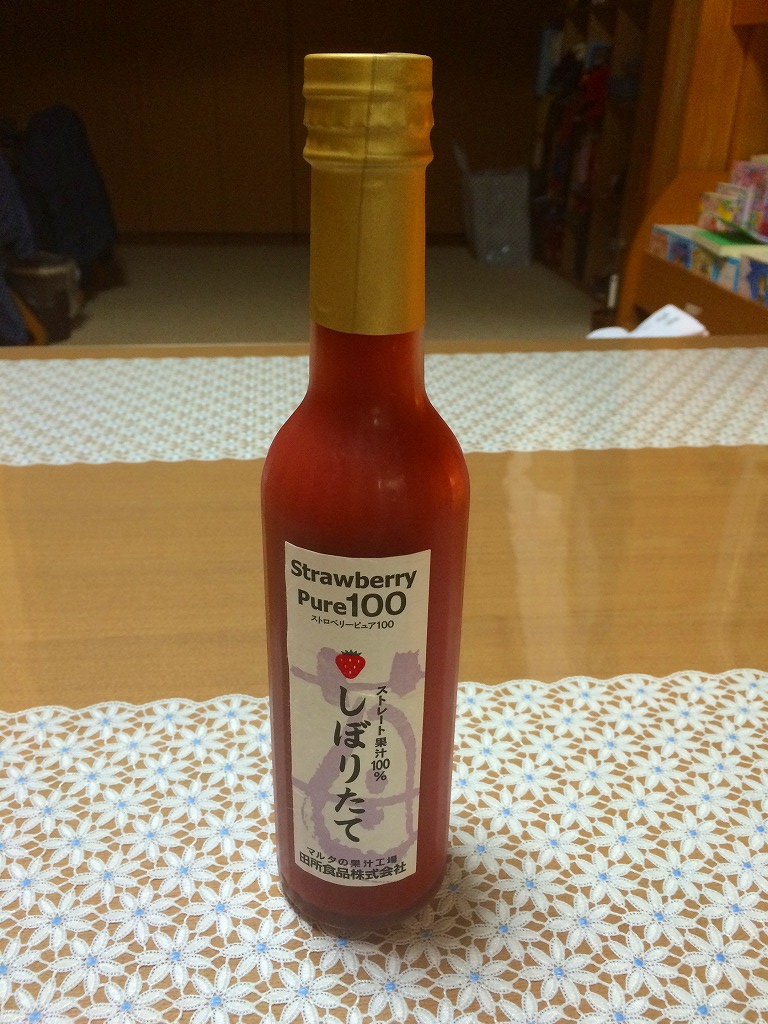 Strawberry
Pure100
ストロベリーピュア100
ストレート果汁100%
しぼりたて
マルタの果汁工場
田所食品株式会社